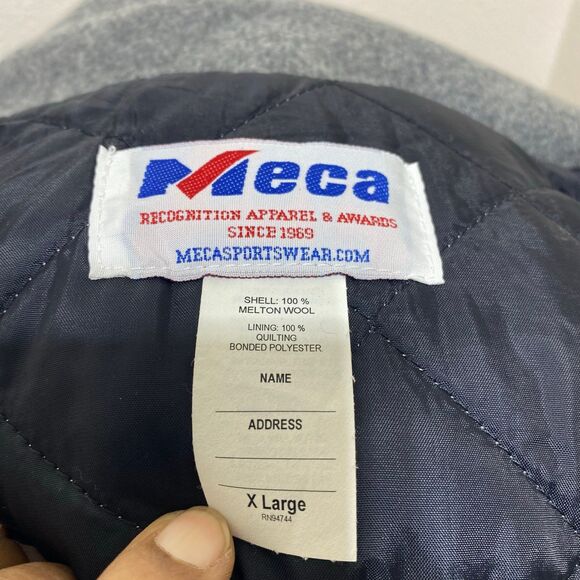 Meca
RECOGNITION APPAREL & AWARDS
SINCE 1969
MECASPORTSWEAR.COM
SHELL: 100 %
MELTON WOOL
LINING: 100 %
QUILTING
BONDED POLYESTER
NAME
ADDRESS
X Large
RN94744